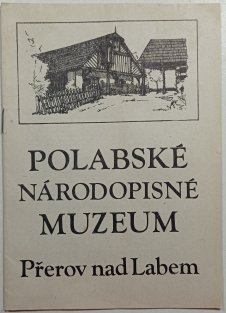 POLABSKÉ
NÁRODOPISNÉ
MUZEUM
Přerov nad Labem